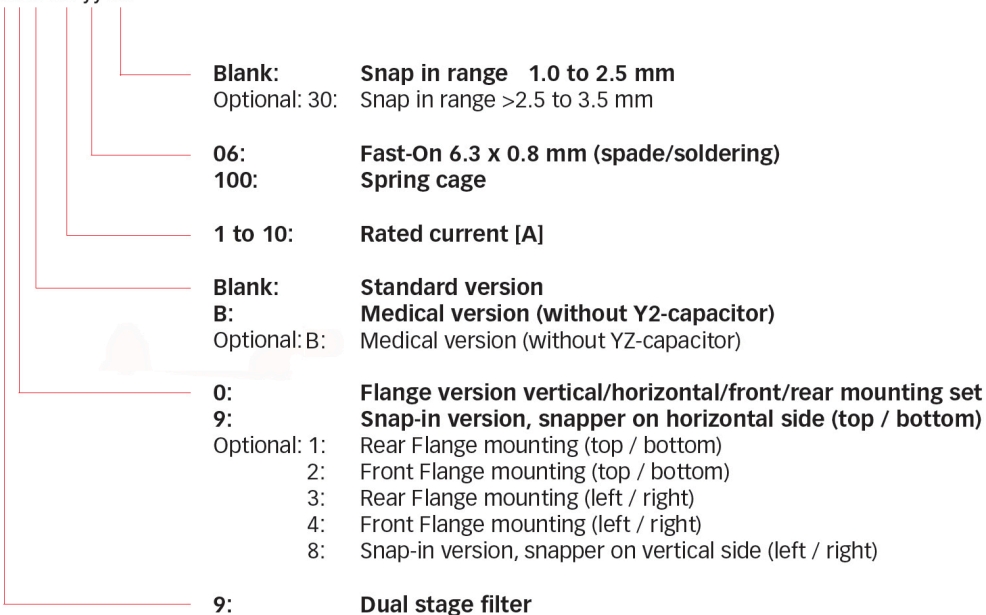 Blank: Snap in range 1.0 to 2.5 mm
Optional: 30: Snap in range >2.5 to 3.5 mm
06: Fast-On 6.3 x 0.8 mm (spade/soldering)
100: Spring cage
1 to 10: Rated current [A]
Blank: Standard version
B: Medical version (without Y2-capacitor)
Optional: B: Medical version (without YZ-capacitor)
0: Flange version vertical/horizontal/front/rear mounting set
9: Snap-in version, snapper on horizontal side (top / bottom)
Optional: 1: Rear Flange mounting (top / bottom)
2: Front Flange mounting (top / bottom)
3: Rear Flange mounting (left / right)
4: Front Flange mounting (left / right)
8: Snap-in version, snapper on vertical side (left / right)
9: Dual stage filter